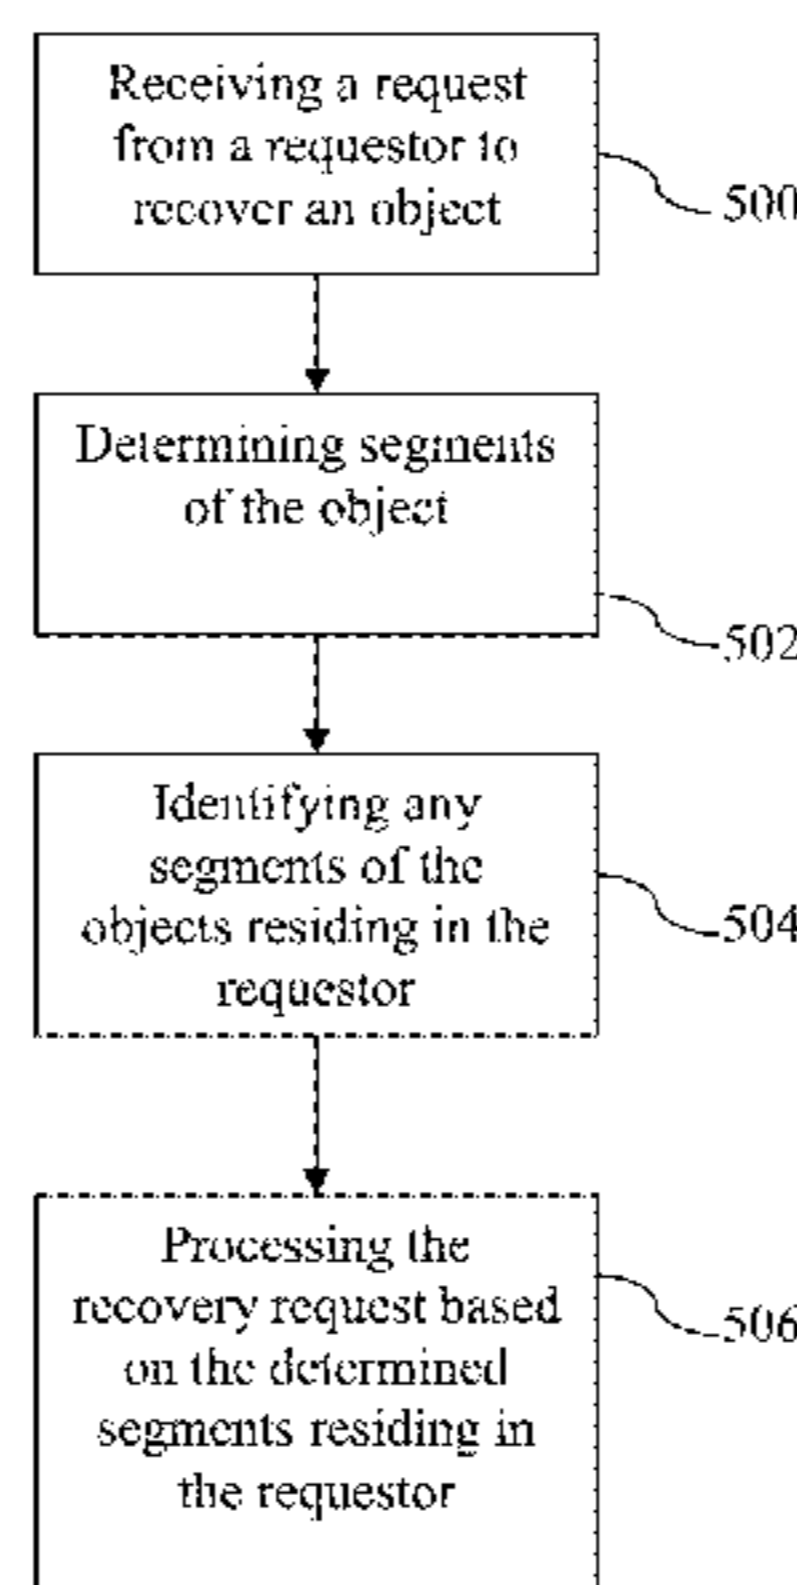 Receiving a request
from a requestor to
recover an object
500
Determining segments
of the object
502
Identifying any
segments of the
objects residing in the
requestor
504
Processing the
recovery request based
on the determined
segments residing in
the requestor
506